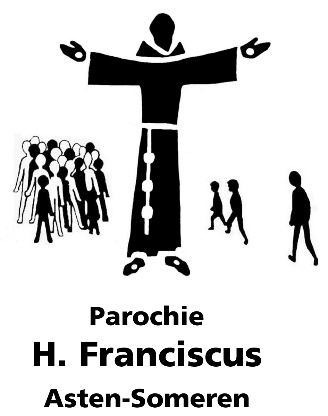 Parochie
H. Franciscus
Asten-Someren